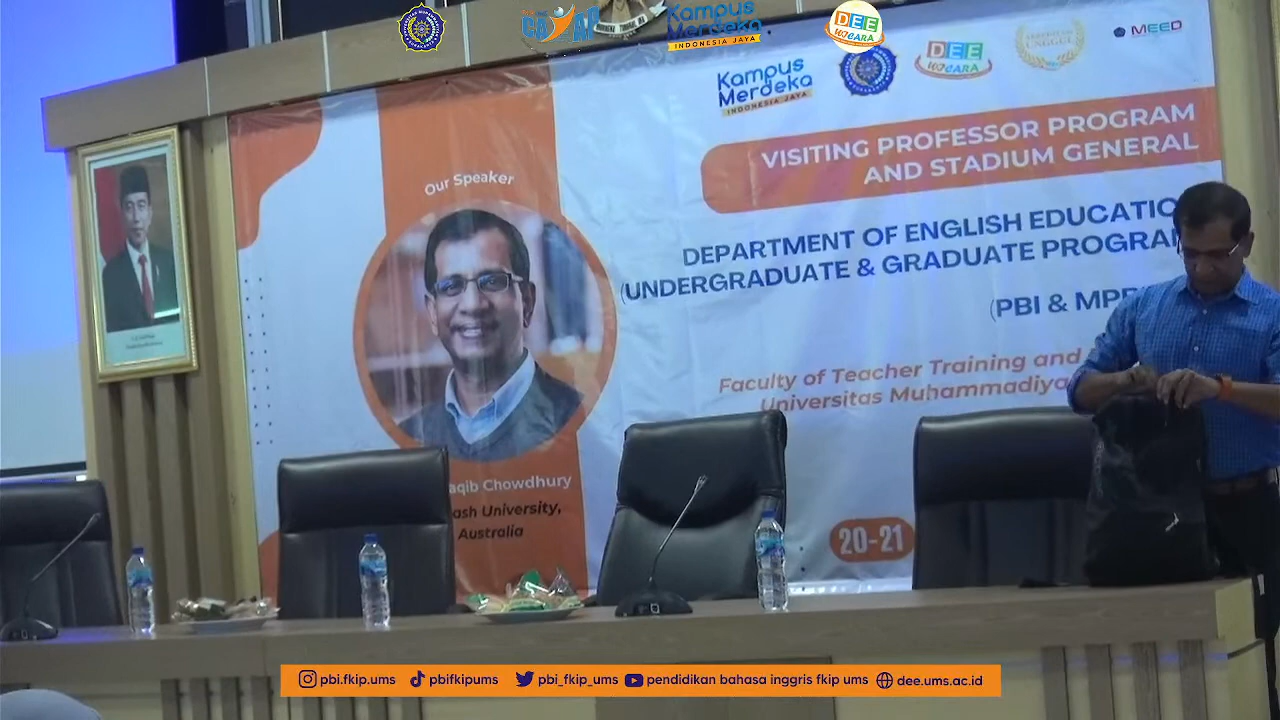 Kampus
Merdeka
INDONESIA JAYA
DEE
WICARA
Kampus
Merdeka
INDONESIA JAYA
DEE
WICARA
UNGGUL
MEED
VISITING PROFESSOR PROGRAM
AND STADIUM GENERAL
Our Speaker
DEPARTMENT OF ENGLISH EDUCATIO
(UNDERGRADUATE & GRADUATE PROGRA
(PBI &
Faculty of Teacher Training and
Universitas Muhammadiya
aqib Chowdhury
ash University,
Australia
20-21
pbi.fkip.ums
pbifkipums
pbi_fkip_ums
pendidikan bahasa inggris fkip ums
dee.ums.ac.id